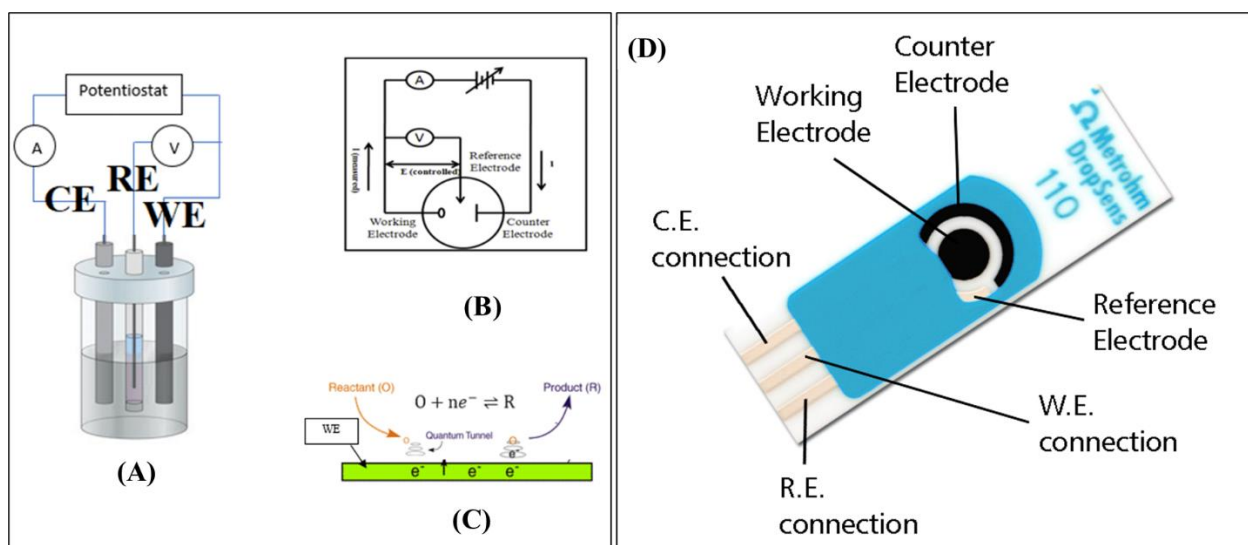 Potentiostat
A
V
CE
RE
WE
(A)
A
V
I (measured)
E (controlled)
Reference
Electrode
I
Working
Electrode
Counter
Electrode
(B)
Reactant (O)
Product (R)
O + ne⁻ ⇌ R
WE
Quantum Tunnel
e⁻
e⁻
e⁻
e⁻
(C)
(D)
Counter
Electrode
Working
Electrode
C.E.
connection
Ω Metrohm
DropSens
110
Reference
Electrode
W.E.
connection
R.E.
connection